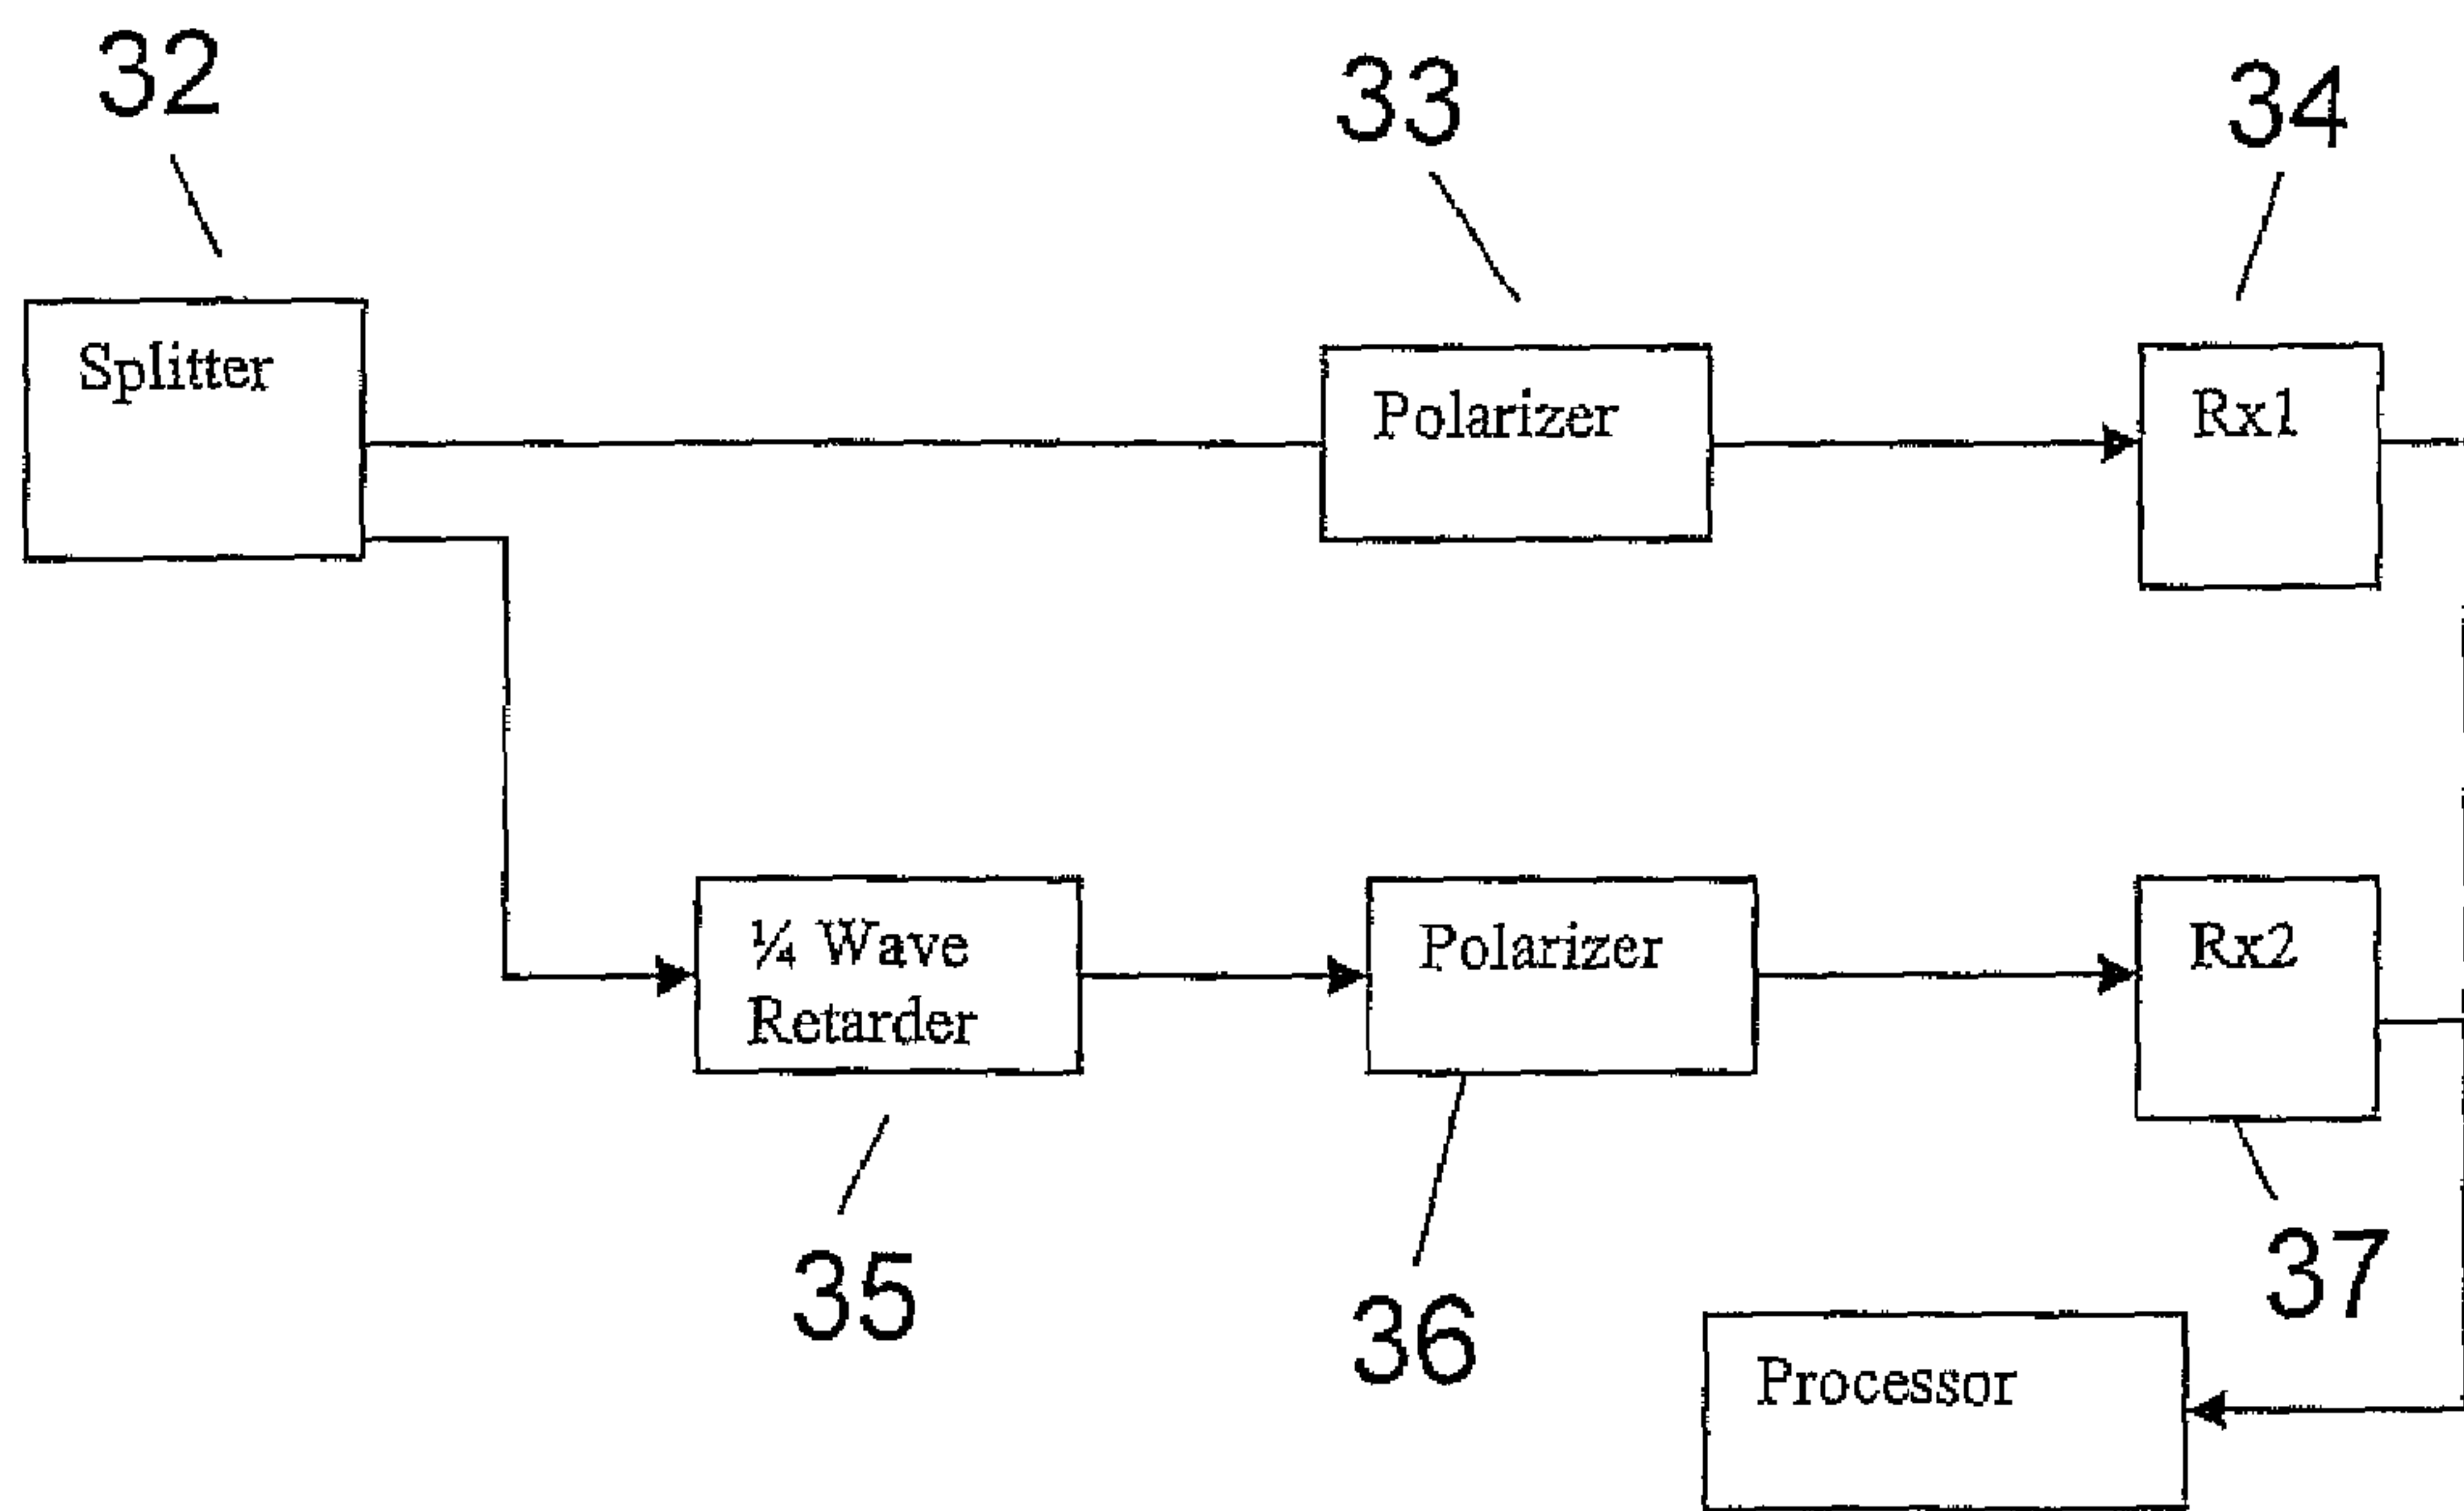 32
33
34
Splitter
Polarizer
Rx1
¼ Wave
Retarder
Polarizer
Rx2
35
36
37
Processor